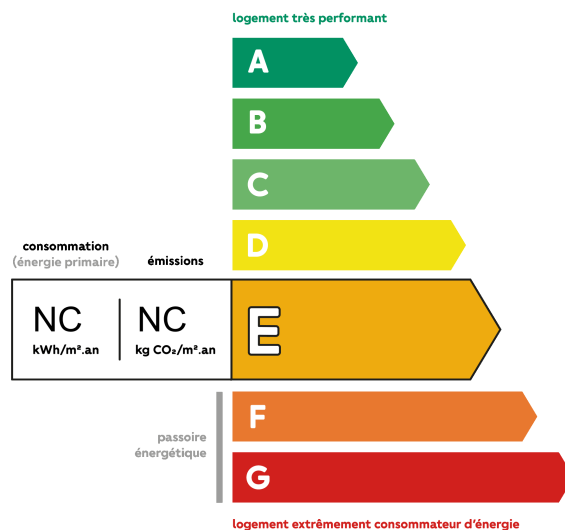 logement très performant
A
B
C
D
consommation
(énergie primaire)
émissions
NC
kWh/m².an
NC
kg CO₂/m².an
E
F
passoire
énergétique
G
logement extrêmement consommateur d'énergie